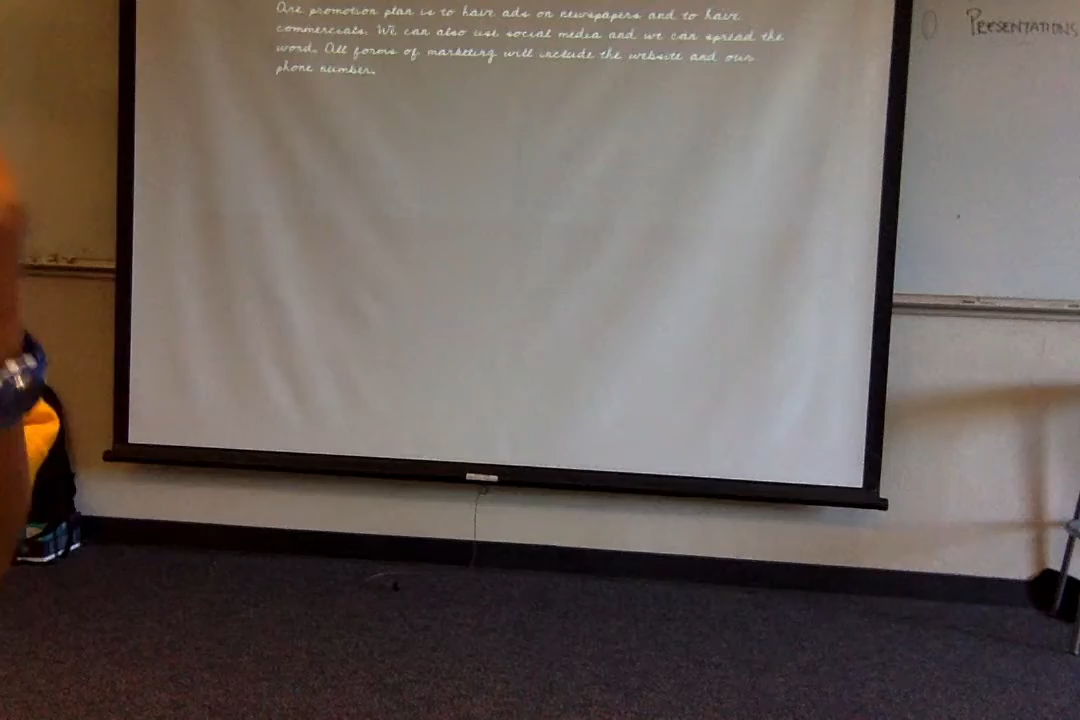 Are promotion plan is to have ads on newspapers and to have
commercials. We can also use social media and we can spread the
word. All forms of marketing will include the website and our
phone number.
PRESENTATIONS